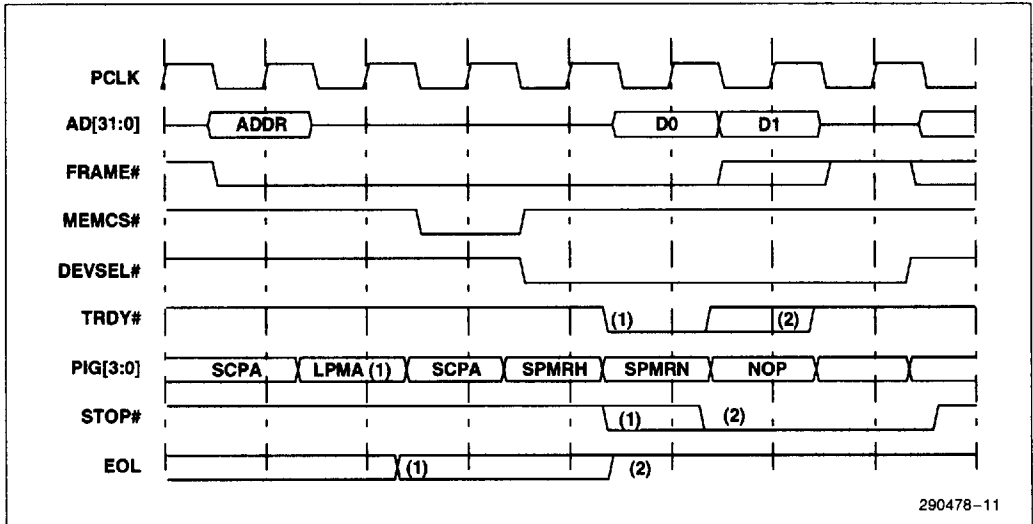 PCLK
AD[31:0] ADDR D0 D1
FRAME#
MEMCS#
DEVSEL#
TRDY# (1) (2)
PIG[3:0] SCPA LPMA (1) SCPA SPMRH SPMRN NOP
STOP# (1) (2)
EOL (1) (2)
290478-11